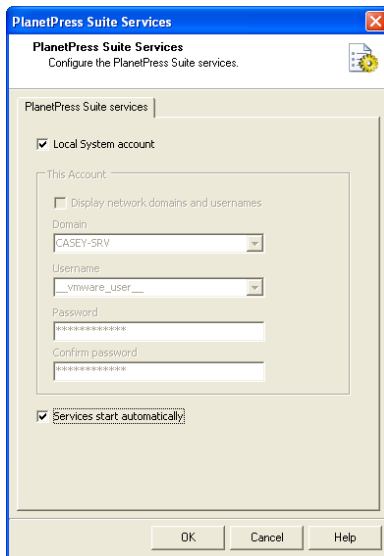 PlanetPress Suite Services
PlanetPress Suite Services
Configure the PlanetPress Suite services.
PlanetPress Suite services
Local System account
This Account
Display network domains and usernames
Domain
CASEY-SRV
Username
__vmware_user__
Password
************
Confirm password
************
Services start automatically
OK Cancel Help